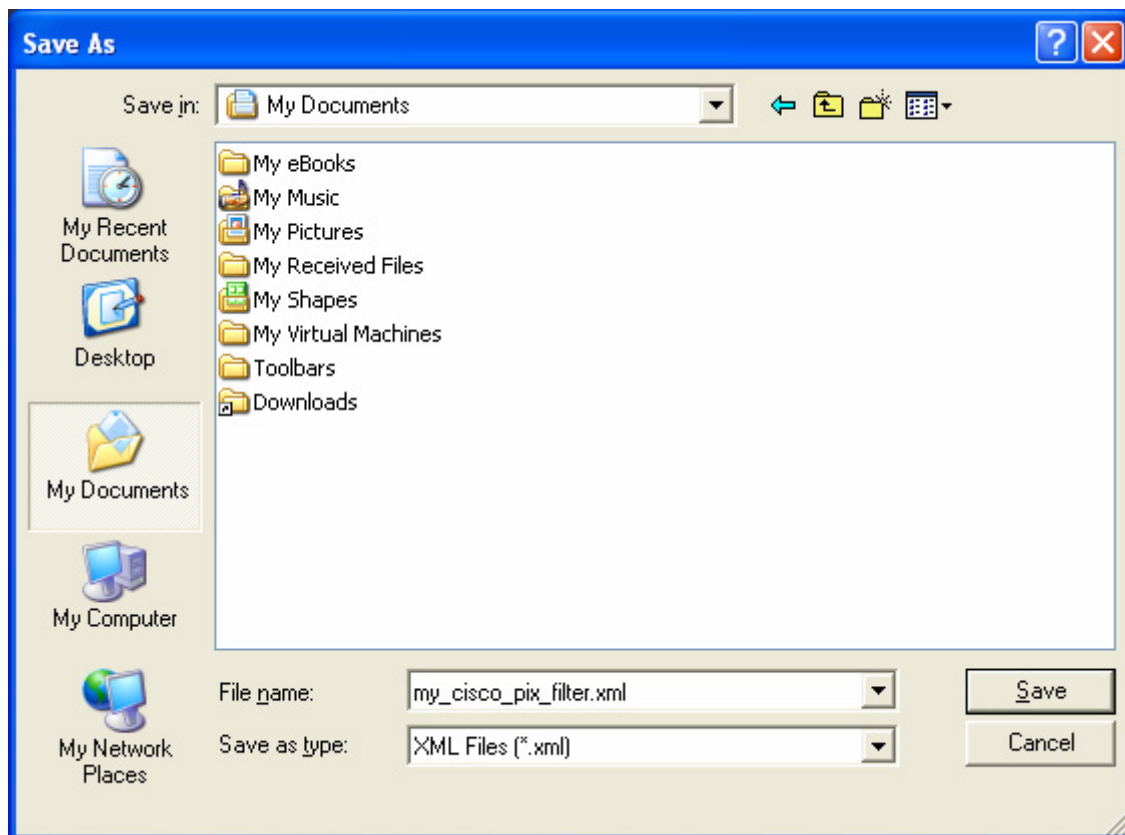 Save As
Save in:
My Documents
My Recent
Documents
Desktop
My Documents
My Computer
My Network
Places
My eBooks
My Music
My Pictures
My Received Files
My Shapes
My Virtual Machines
Toolbars
Downloads
File name:
my_cisco_pix_filter.xml
Save
Save as type:
XML Files (*.xml)
Cancel